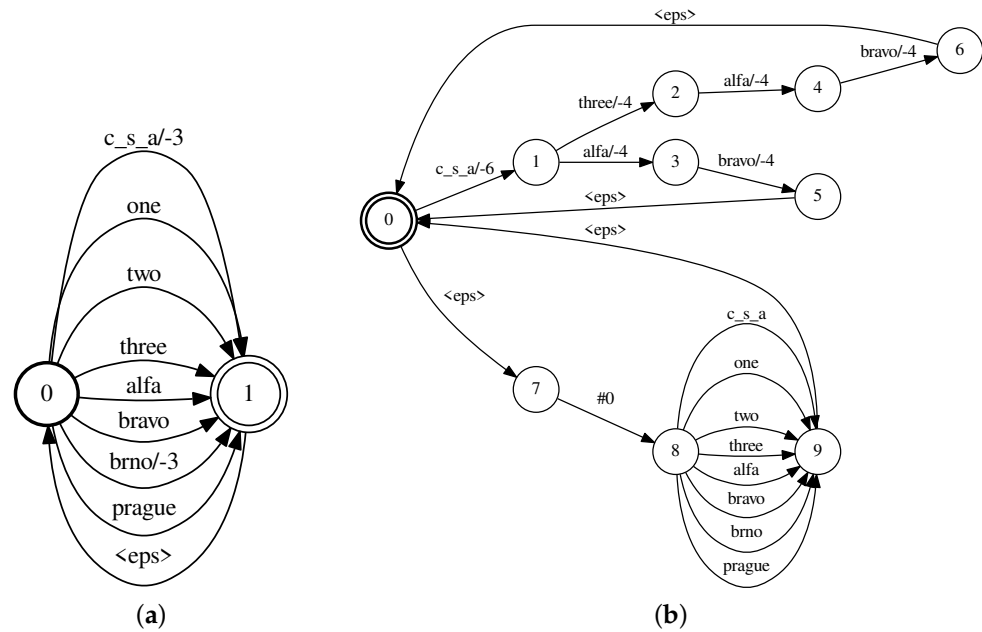 c_s_a/-3
one
two
three
alfa
bravo
brno/-3
prague
<eps>
0
1
(a)
<eps>
6
bravo/-4
4
alfa/-4
2
three/-4
c_s_a/-6
1
alfa/-4
3
bravo/-4
5
<eps>
0
<eps>
<eps>
7
#0
8
c_s_a
one
two
three
alfa
bravo
brno
prague
9
(b)